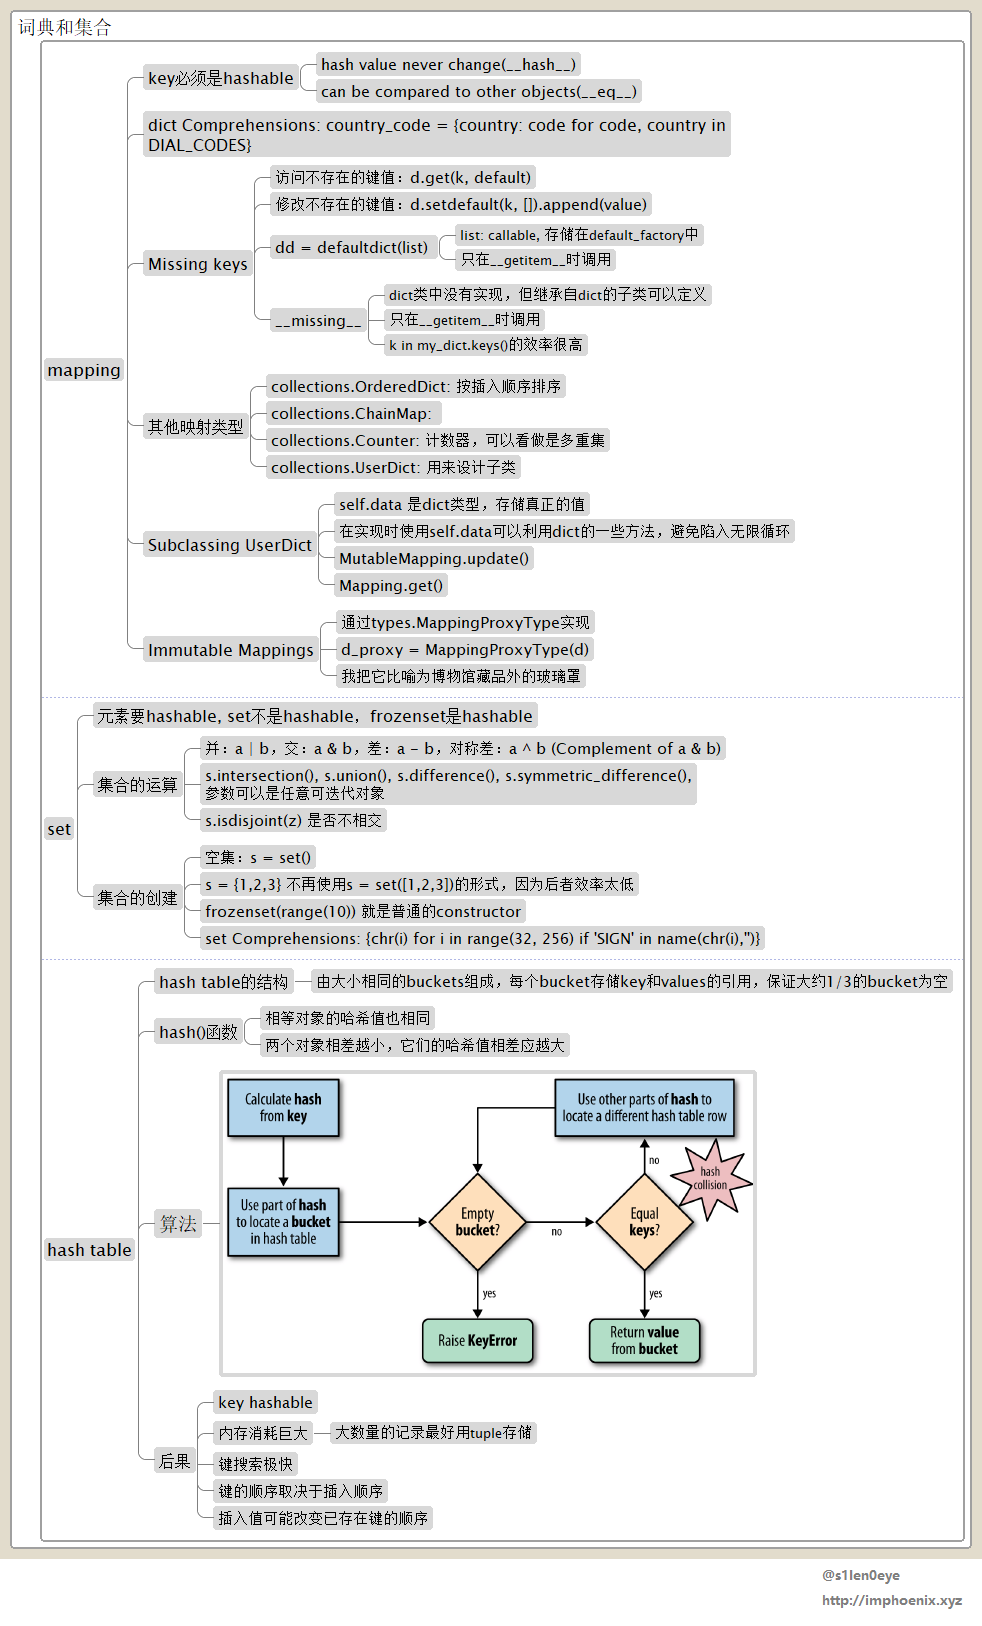 词典和集合
mapping
key必须是hashable
hash value never change(__hash__)
can be compared to other objects(__eq__)
dict Comprehensions: country_code = {country: code for code, country in
DIAL_CODES}
Missing keys
访问不存在的键值：d.get(k, default)
修改不存在的键值：d.setdefault(k, []).append(value)
dd = defaultdict(list)
list: callable, 存储在default_factory中
只在__getitem__时调用
__missing__
dict类中没有实现，但继承自dict的子类可以定义
只在__getitem__时调用
k in my_dict.keys()的效率很高
其他映射类型
collections.OrderedDict: 按插入顺序排序
collections.ChainMap:
collections.Counter: 计数器，可以看做是多重集
collections.UserDict: 用来设计子类
Subclassing UserDict
self.data 是dict类型，存储真正的值
在实现时使用self.data可以利用dict的一些方法，避免陷入无限循环
MutableMapping.update()
Mapping.get()
Immutable Mappings
通过types.MappingProxyType实现
d_proxy = MappingProxyType(d)
我把它比喻为博物馆藏品外的玻璃罩
set
元素要hashable, set不是hashable，frozenset是hashable
集合的运算
并：a | b，交：a & b，差：a - b，对称差：a ^ b (Complement of a & b)
s.intersection(), s.union(), s.difference(), s.symmetric_difference(),
参数可以是任意可迭代对象
s.isdisjoint(z) 是否不相交
集合的创建
空集：s = set()
s = {1,2,3} 不再使用s = set([1,2,3])的形式，因为后者效率太低
frozenset(range(10)) 就是普通的constructor
set Comprehensions: {chr(i) for i in range(32, 256) if 'SIGN' in name(chr(i),'')}
hash table
hash table的结构
由大小相同的buckets组成，每个bucket存储key和values的引用，保证大约1/3的bucket为空
hash()函数
相等对象的哈希值也相同
两个对象相差越小，它们的哈希值相差应越大
算法
Calculate hash
from key
Use other parts of hash to
locate a different hash table row
no
hash
collision
Use part of hash
to locate a bucket
in hash table
Empty
bucket?
no
Equal
keys?
yes
yes
Raise KeyError
Return value
from bucket
后果
key hashable
内存消耗巨大
大数量的记录最好用tuple存储
键搜索极快
键的顺序取决于插入顺序
插入值可能改变已存在键的顺序
@s1len0eye
http://imphoenix.xyz